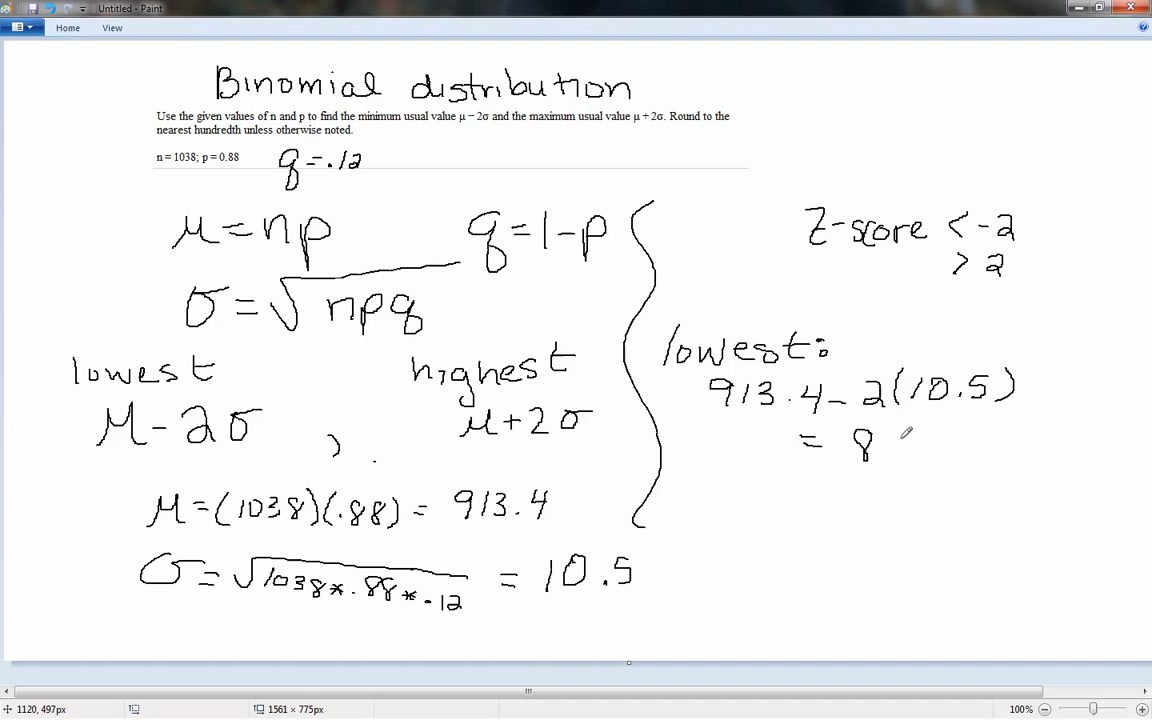 Untitled - Paint
Home View
Binomial distribution
Use the given values of n and p to find the minimum usual value μ − 2σ and the maximum usual value μ + 2σ. Round to the
nearest hundredth unless otherwise noted.
n = 1038; p = 0.88
q = .12
μ = np
q = 1 - p
σ = √npq
lowest
highest
μ - 2σ , μ + 2σ
μ = (1038)(.88) = 913.4
σ = √1038*.88*.12 = 10.5
Z-score < -2
> 2
lowest:
913.4 - 2(10.5)
= 8
1120, 497px
1561 × 775px
100%